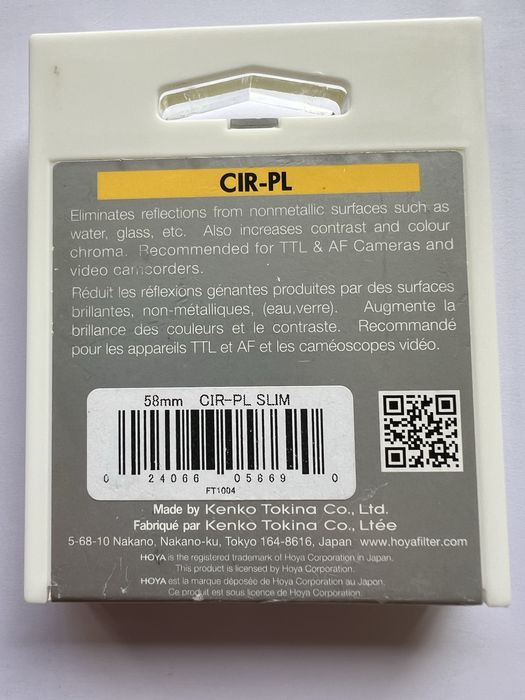 CIR-PL
Eliminates reflections from nonmetallic surfaces such as
water, glass, etc. Also increases contrast and colour
chroma. Recommended for TTL & AF Cameras and
video camcorders.
Réduit les réflexions génantes produites par des surfaces
brillantes, non-métalliques, (eau,verre). Augmente la
brillance des couleurs et le contraste. Recommandé
pour les appareils TTL et AF et les caméoscopes vidéo.
58mm CIR-PL SLIM
0 24066 05869 0
FT1004
Made by Kenko Tokina Co., Ltd.
Fabriqué par Kenko Tokina Co., Ltée
5-68-10 Nakano, Nakano-ku, Tokyo 164-8616, Japan www.hoyafilter.com
HOYA is the registered trademark of Hoya Corporation in Japan.
This product is licensed by Hoya Corporation.
HOYA est la marque déposée de Hoya Corporation au Japan.
Ce produit est sous licence de Hoya Corporation.